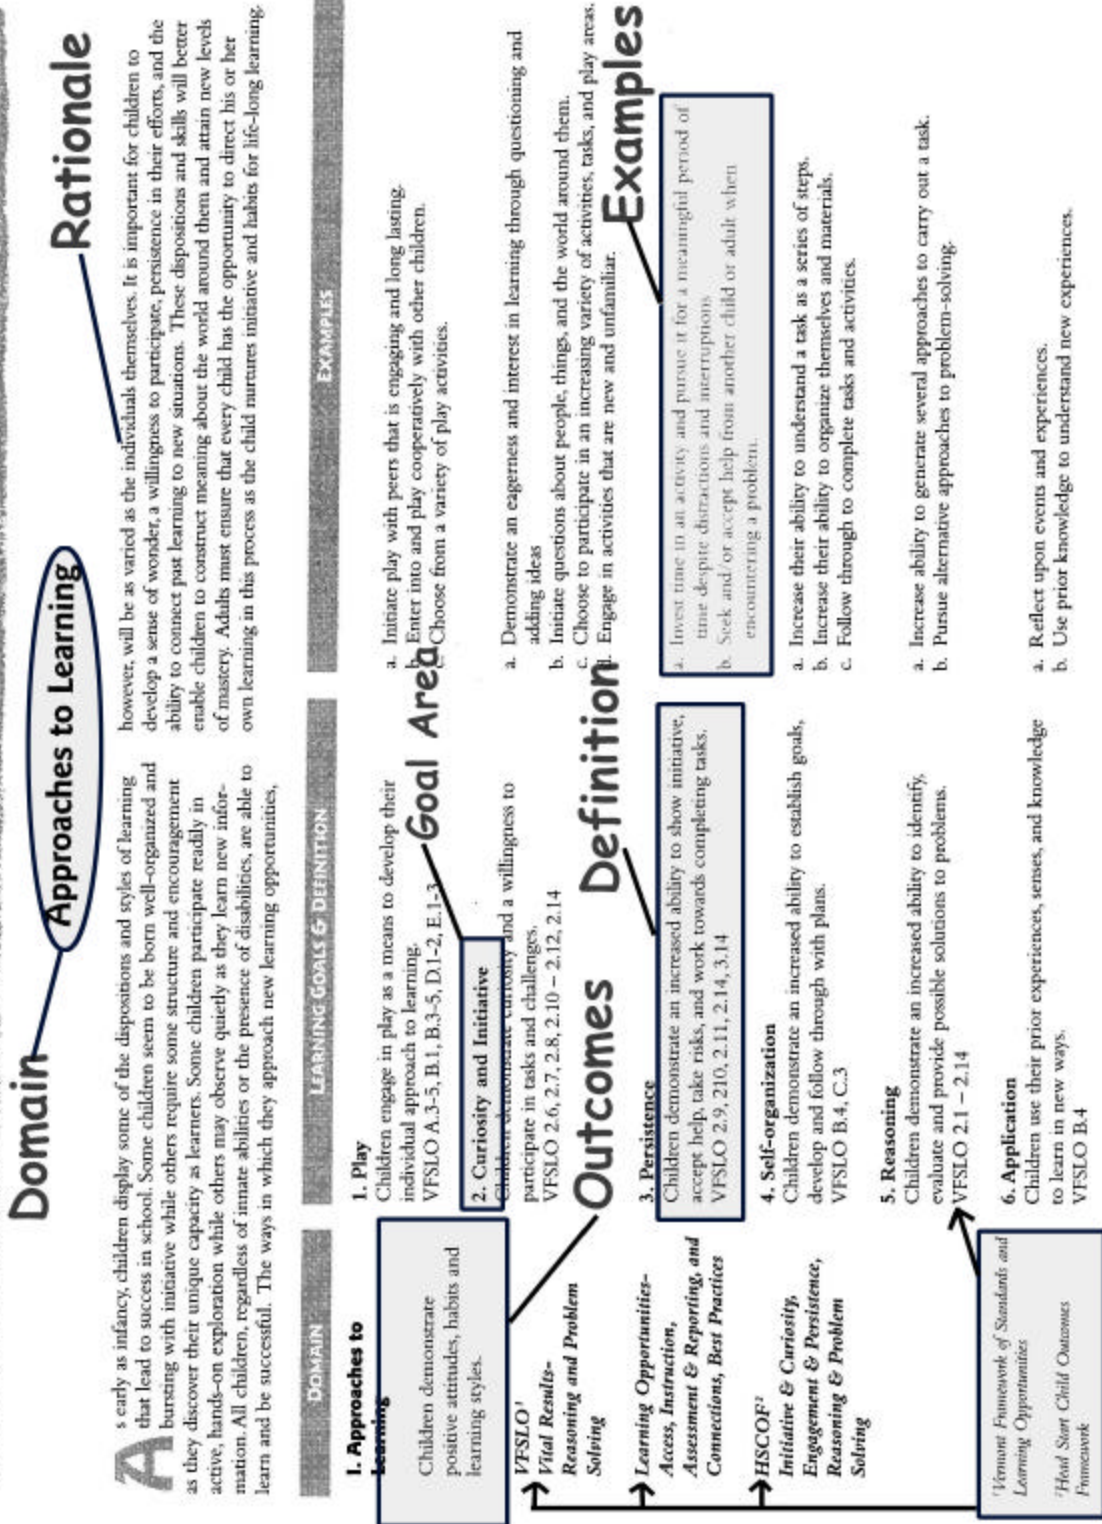 Domain
Approaches to Learning
Rationale
As early as infancy, children display some of the dispositions and styles of learning
that lead to success in school. Some children seem to be born well-organized and
bursting with initiative while others require some structure and encouragement
as they discover their unique capacity as learners. Some children participate readily in
active, hands-on exploration while others may observe quietly as they learn new infor-
mation. All children, regardless of innate abilities or the presence of disabilities, are able to
learn and be successful. The ways in which they approach new learning opportunities,
however, will be as varied as the individuals themselves. It is important for children to
develop a sense of wonder, a willingness to participate, persistence in their efforts, and the
ability to connect past learning to new situations. These dispositions and skills will better
enable children to construct meaning about the world around them and attain new levels
of mastery. Adults must ensure that every child has the opportunity to direct his or her
own learning in this process as the child nurtures initiative and habits for life-long learning.
DOMAIN
LEARNING GOALS & DEFINITION
EXAMPLES
I. Approaches to
Learning
Children demonstrate
positive attitudes, habits and
learning styles.
VFSLO¹
Vital Results–
Reasoning and Problem
Solving
Learning Opportunities–
Access, Instruction,
Assessment & Reporting, and
Connections, Best Practices
HSCOF²
Initiative & Curiosity,
Engagement & Persistence,
Reasoning & Problem
Solving
¹Vermont Framework of Standards and
Learning Opportunities
²Head Start Child Outcomes
Framework
Outcomes
1. Play
Children engage in play as a means to develop their
individual approach to learning.
VFSLO A.3-5, B.1, B.3-5, D.1-2, E.1-3
Goal Area
2. Curiosity and Initiative
Children demonstrate curiosity and a willingness to
participate in tasks and challenges.
VFSLO 2.6, 2.7, 2.8, 2.10 – 2.12, 2.14
Definition
3. Persistence
Children demonstrate an increased ability to show initiative,
accept help, take risks, and work towards completing tasks.
VFSLO 2.9, 210, 2.11, 2.14, 3.14
4. Self-organization
Children demonstrate an increased ability to establish goals,
develop and follow through with plans.
VFSLO B.4, C.3
5. Reasoning
Children demonstrate an increased ability to identify,
evaluate and provide possible solutions to problems.
VFSLO 2.1 – 2.14
6. Application
Children use their prior experiences, senses, and knowledge
to learn in new ways.
VFSLO B.4
a. Initiate play with peers that is engaging and long lasting.
b. Enter into and play cooperatively with other children.
c. Choose from a variety of play activities.
a. Demonstrate an eagerness and interest in learning through questioning and
adding ideas
b. Initiate questions about people, things, and the world around them.
c. Choose to participate in an increasing variety of activities, tasks, and play areas.
d. Engage in activities that are new and unfamiliar.
Examples
a. Invest time in an activity and pursue it for a meaningful period of
time despite distractions and interruptions
b. Seek and/or accept help from another child or adult when
encountering a problem.
a. Increase their ability to understand a task as a series of steps.
b. Increase their ability to organize themselves and materials.
c. Follow through to complete tasks and activities.
a. Increase ability to generate several approaches to carry out a task.
b. Pursue alternative approaches to problem-solving.
a. Reflect upon events and experiences.
b. Use prior knowledge to understand new experiences.